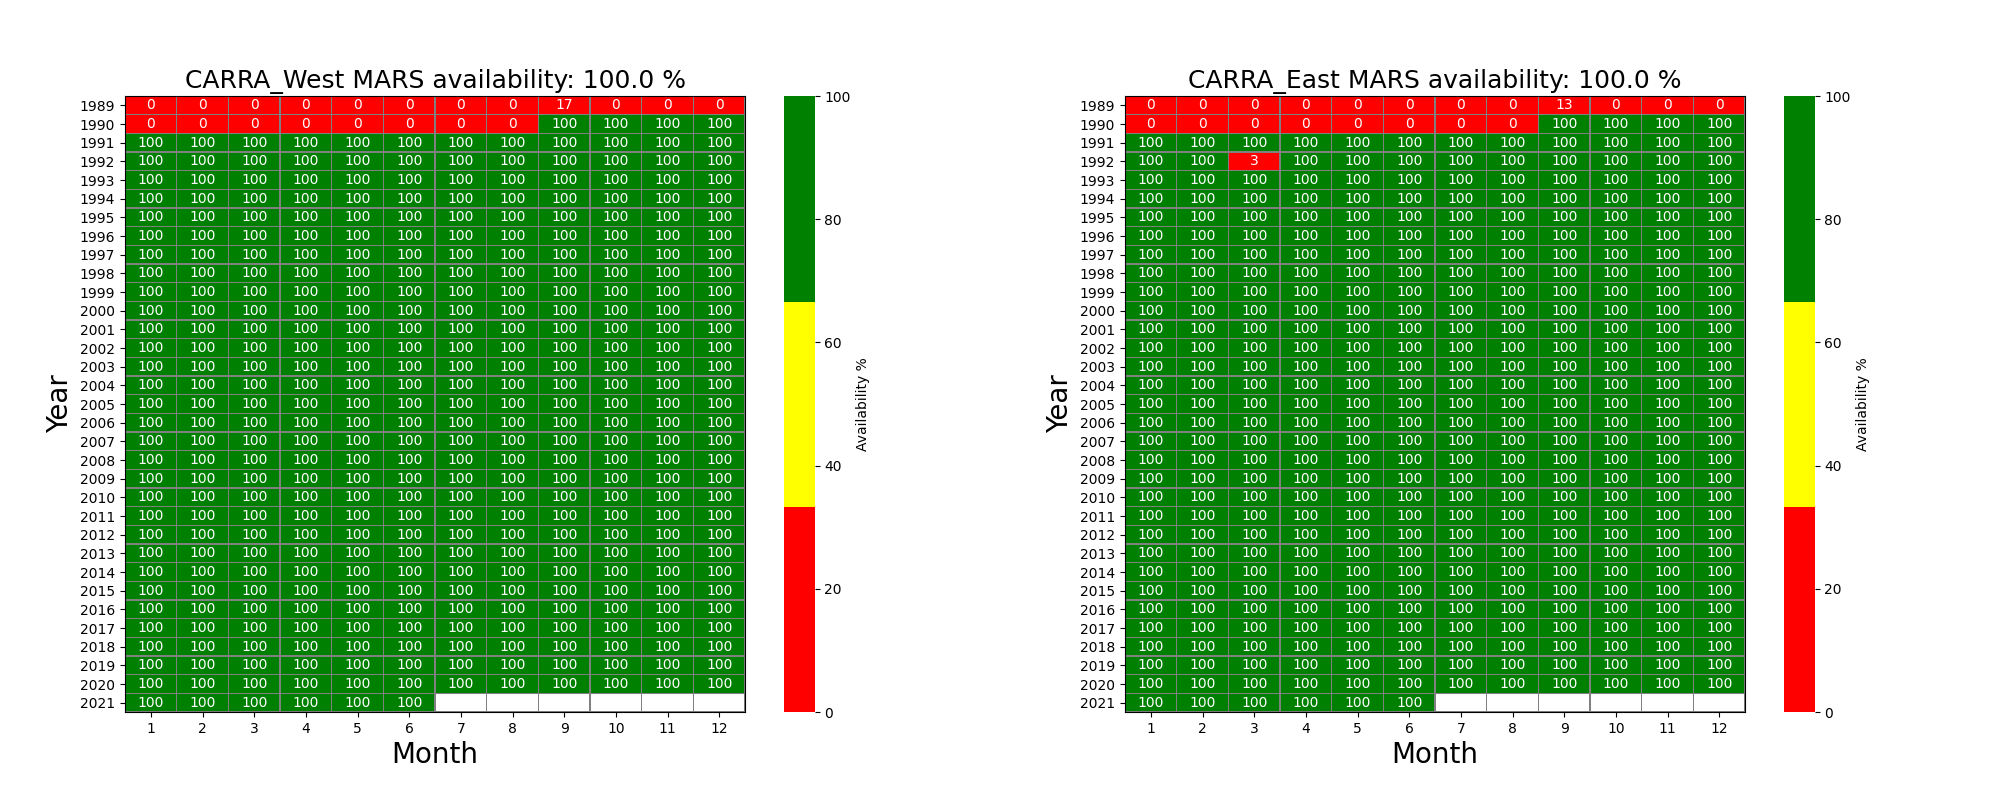 CARRA_West MARS availability: 100.0 %
1989 0 0 0 0 0 0 0 0 17 0 0 0
1990 0 0 0 0 0 0 0 0 100 100 100 100
1991 100 100 100 100 100 100 100 100 100 100 100 100
1992 100 100 100 100 100 100 100 100 100 100 100 100
1993 100 100 100 100 100 100 100 100 100 100 100 100
1994 100 100 100 100 100 100 100 100 100 100 100 100
1995 100 100 100 100 100 100 100 100 100 100 100 100
1996 100 100 100 100 100 100 100 100 100 100 100 100
1997 100 100 100 100 100 100 100 100 100 100 100 100
1998 100 100 100 100 100 100 100 100 100 100 100 100
1999 100 100 100 100 100 100 100 100 100 100 100 100
2000 100 100 100 100 100 100 100 100 100 100 100 100
2001 100 100 100 100 100 100 100 100 100 100 100 100
2002 100 100 100 100 100 100 100 100 100 100 100 100
2003 100 100 100 100 100 100 100 100 100 100 100 100
2004 100 100 100 100 100 100 100 100 100 100 100 100
2005 100 100 100 100 100 100 100 100 100 100 100 100
2006 100 100 100 100 100 100 100 100 100 100 100 100
2007 100 100 100 100 100 100 100 100 100 100 100 100
2008 100 100 100 100 100 100 100 100 100 100 100 100
2009 100 100 100 100 100 100 100 100 100 100 100 100
2010 100 100 100 100 100 100 100 100 100 100 100 100
2011 100 100 100 100 100 100 100 100 100 100 100 100
2012 100 100 100 100 100 100 100 100 100 100 100 100
2013 100 100 100 100 100 100 100 100 100 100 100 100
2014 100 100 100 100 100 100 100 100 100 100 100 100
2015 100 100 100 100 100 100 100 100 100 100 100 100
2016 100 100 100 100 100 100 100 100 100 100 100 100
2017 100 100 100 100 100 100 100 100 100 100 100 100
2018 100 100 100 100 100 100 100 100 100 100 100 100
2019 100 100 100 100 100 100 100 100 100 100 100 100
2020 100 100 100 100 100 100 100 100 100 100 100 100
2021 100 100 100 100 100 100
1 2 3 4 5 6 7 8 9 10 11 12
Month
Year
100
80
60
40
20
0
Availability %
CARRA_East MARS availability: 100.0 %
1989 0 0 0 0 0 0 0 0 13 0 0 0
1990 0 0 0 0 0 0 0 0 100 100 100 100
1991 100 100 100 100 100 100 100 100 100 100 100 100
1992 100 100 3 100 100 100 100 100 100 100 100 100
1993 100 100 100 100 100 100 100 100 100 100 100 100
1994 100 100 100 100 100 100 100 100 100 100 100 100
1995 100 100 100 100 100 100 100 100 100 100 100 100
1996 100 100 100 100 100 100 100 100 100 100 100 100
1997 100 100 100 100 100 100 100 100 100 100 100 100
1998 100 100 100 100 100 100 100 100 100 100 100 100
1999 100 100 100 100 100 100 100 100 100 100 100 100
2000 100 100 100 100 100 100 100 100 100 100 100 100
2001 100 100 100 100 100 100 100 100 100 100 100 100
2002 100 100 100 100 100 100 100 100 100 100 100 100
2003 100 100 100 100 100 100 100 100 100 100 100 100
2004 100 100 100 100 100 100 100 100 100 100 100 100
2005 100 100 100 100 100 100 100 100 100 100 100 100
2006 100 100 100 100 100 100 100 100 100 100 100 100
2007 100 100 100 100 100 100 100 100 100 100 100 100
2008 100 100 100 100 100 100 100 100 100 100 100 100
2009 100 100 100 100 100 100 100 100 100 100 100 100
2010 100 100 100 100 100 100 100 100 100 100 100 100
2011 100 100 100 100 100 100 100 100 100 100 100 100
2012 100 100 100 100 100 100 100 100 100 100 100 100
2013 100 100 100 100 100 100 100 100 100 100 100 100
2014 100 100 100 100 100 100 100 100 100 100 100 100
2015 100 100 100 100 100 100 100 100 100 100 100 100
2016 100 100 100 100 100 100 100 100 100 100 100 100
2017 100 100 100 100 100 100 100 100 100 100 100 100
2018 100 100 100 100 100 100 100 100 100 100 100 100
2019 100 100 100 100 100 100 100 100 100 100 100 100
2020 100 100 100 100 100 100 100 100 100 100 100 100
2021 100 100 100 100 100 100
1 2 3 4 5 6 7 8 9 10 11 12
Month
Year
100
80
60
40
20
0
Availability %